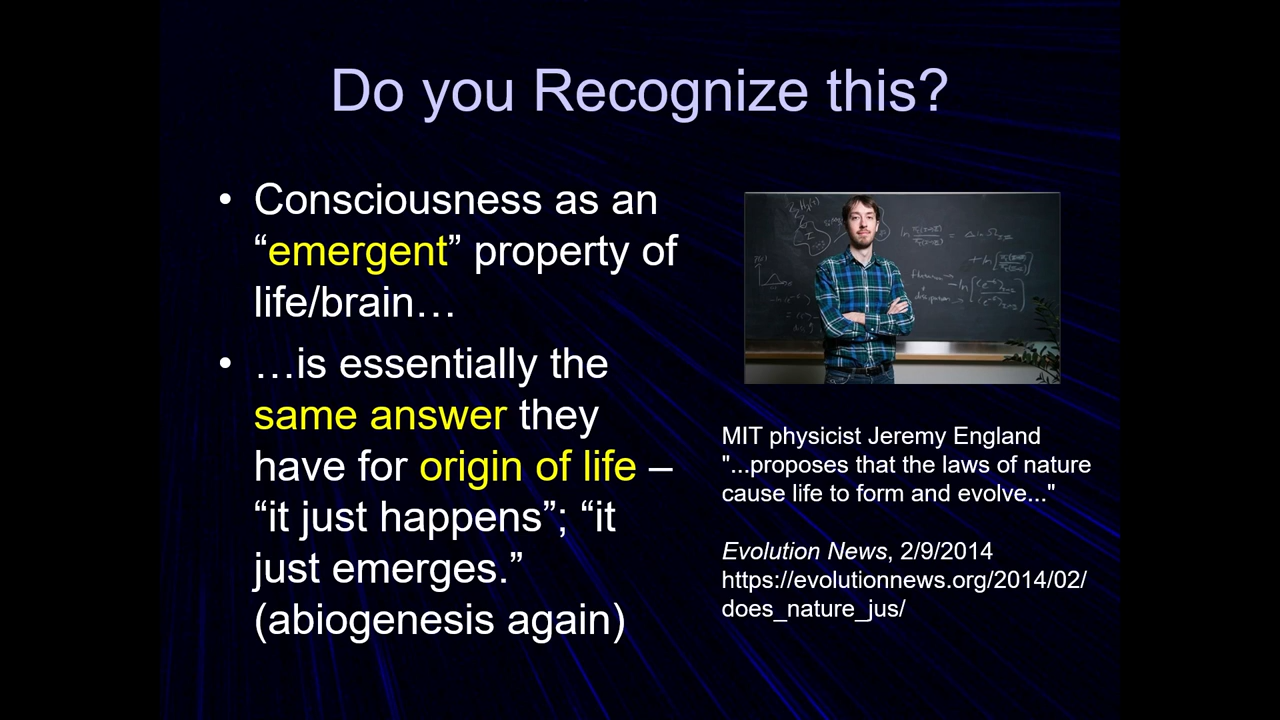 Do you Recognize this?
• Consciousness as an
“emergent” property of
life/brain…
• …is essentially the
same answer they
have for origin of life –
“it just happens”; “it
just emerges.”
(abiogenesis again)
MIT physicist Jeremy England
"...proposes that the laws of nature
cause life to form and evolve..."
Evolution News, 2/9/2014
https://evolutionnews.org/2014/02/
does_nature_jus/